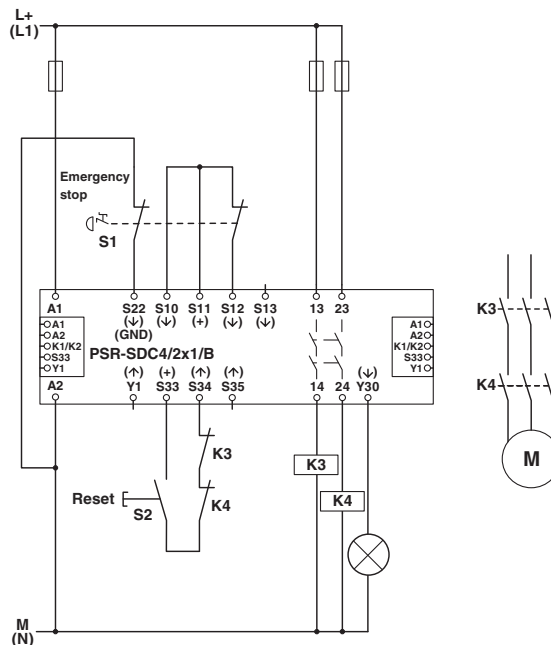 L+
(L1)
Emergency
stop
S1
A1 S22 S10 S11 S12 S13 13 23
(↓) (↓) (+) (↓) (↓)
(GND)
A1
A2
K1/K2
S33
Y1
PSR-SDC4/2x1/B
A1
A2
K1/K2
S33
Y1
(↑) (+) (↑) (↑) (↓)
A2 Y1 S33 S34 S35 14 24 Y30
K3
K4
M
K3
K4
Reset
S2
K3
K4
M
(N)